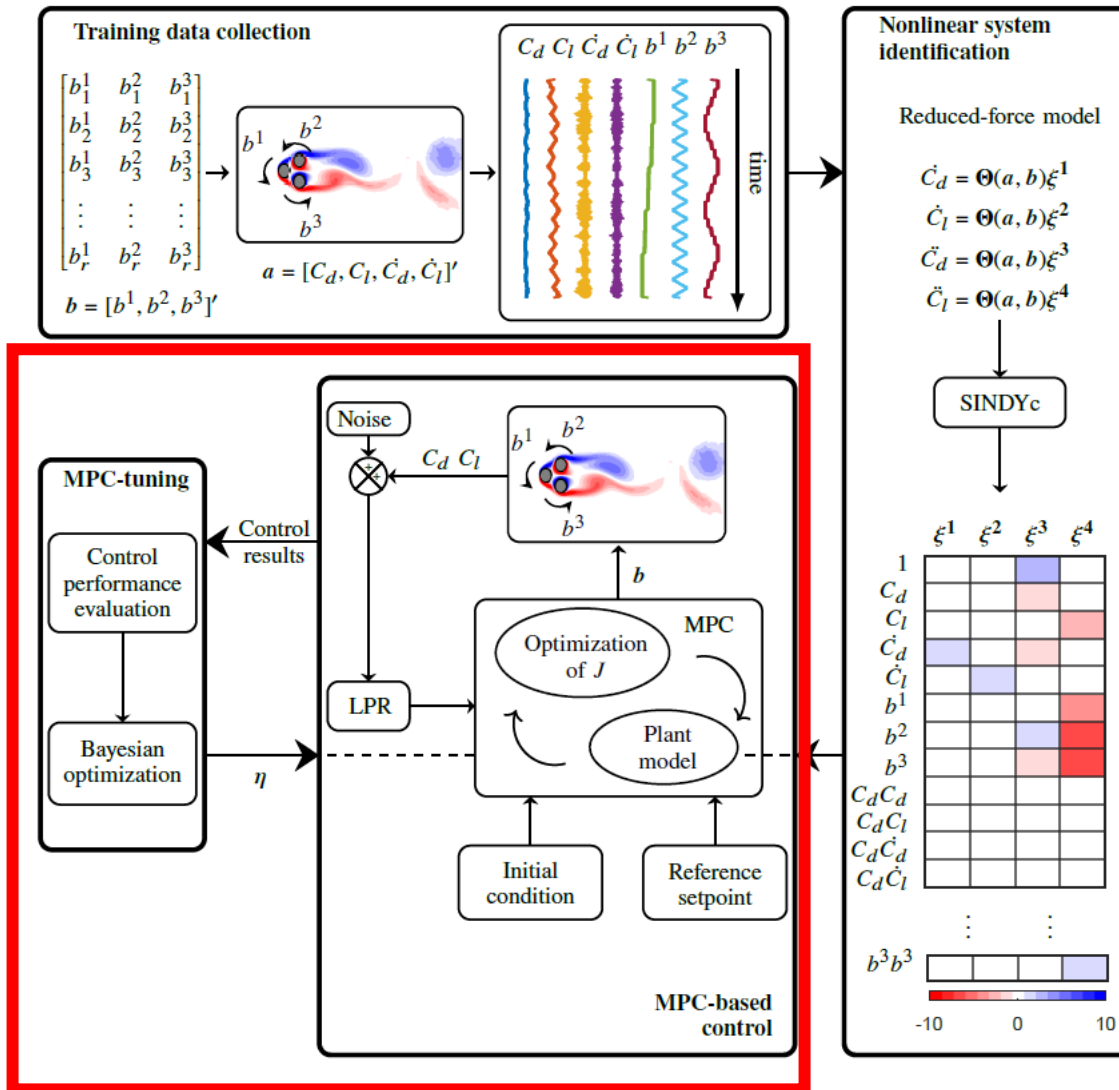 Training data collection
b₁¹ b₁² b₁³
b₂¹ b₂² b₂³
b₃¹ b₃² b₃³
⋮ ⋮ ⋮
bᵣ¹ bᵣ² bᵣ³
b = [b¹, b², b³]′
b¹ b²
b³
a = [C_d, C_l, Ċ_d, Ċ_l]′
C_d C_l Ċ_d Ċ_l b¹ b² b³
time
Nonlinear system
identification
Reduced-force model
Ċ_d = Θ(a, b)ξ¹
Ċ_l = Θ(a, b)ξ²
C̈_d = Θ(a, b)ξ³
C̈_l = Θ(a, b)ξ⁴
SINDYc
ξ¹ ξ² ξ³ ξ⁴
1
C_d
C_l
Ċ_d
Ċ_l
b¹
b²
b³
C_dC_d
C_dC_l
C_dĊ_d
C_dĊ_l
⋮ ⋮
b³b³
-10 0 10
MPC-tuning
Control
performance
evaluation
Bayesian
optimization
Control
results
η
Noise
+
+
C_d C_l
b¹ b²
b³
b
LPR
MPC
Optimization
of J
Plant
model
Initial
condition
Reference
setpoint
MPC-based
control